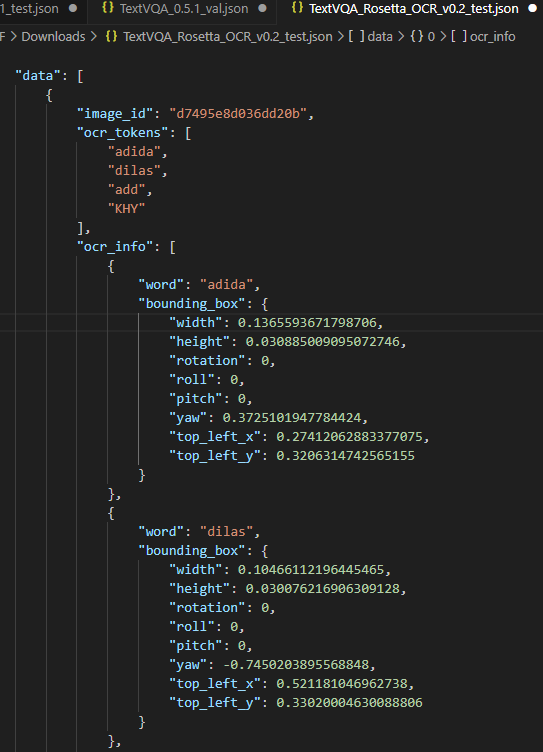 1_test.json ● {} TextVQA_0.5.1_val.json ● {} TextVQA_Rosetta_OCR_v0.2_test.json ●
F > Downloads > {} TextVQA_Rosetta_OCR_v0.2_test.json > [ ] data > {} 0 > [ ] ocr_info
"data": [
{
"image_id": "d7495e8d036dd20b",
"ocr_tokens": [
"adida",
"dilas",
"add",
"KHY"
],
"ocr_info": [
{
"word": "adida",
"bounding_box": {
"width": 0.1365593671798706,
"height": 0.030885009095072746,
"rotation": 0,
"roll": 0,
"pitch": 0,
"yaw": 0.3725101947784424,
"top_left_x": 0.27412062883377075,
"top_left_y": 0.3206314742565155
}
},
{
"word": "dilas",
"bounding_box": {
"width": 0.10466112196445465,
"height": 0.030076216906309128,
"rotation": 0,
"roll": 0,
"pitch": 0,
"yaw": -0.7450203895568848,
"top_left_x": 0.521181046962738,
"top_left_y": 0.33020004630088806
}
},